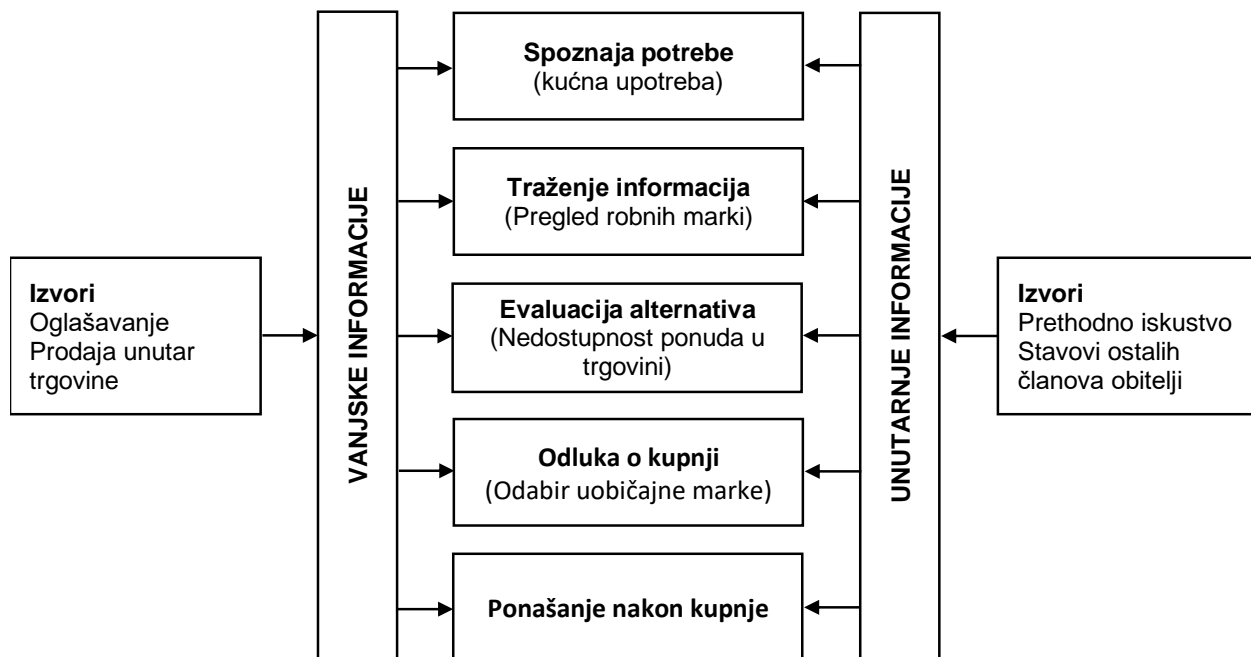 Izvori
Oglašavanje
Prodaja unutar
trgovine
VANJSKE INFORMACIJE
Spoznaja potrebe
(kućna upotreba)
Traženje informacija
(Pregled robnih marki)
Evaluacija alternativa
(Nedostupnost ponuda u
trgovini)
Odluka o kupnji
(Odabir uobičajne marke)
Ponašanje nakon kupnje
UNUTARNJE INFORMACIJE
Izvori
Prethodno iskustvo
Stavovi ostalih
članova obitelji